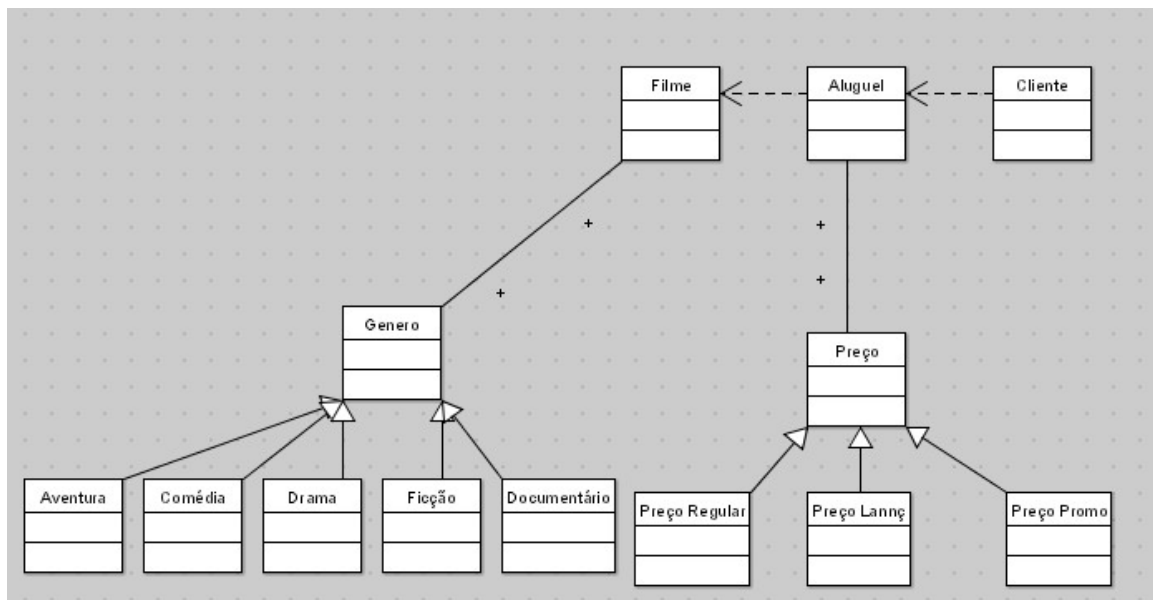 Filme
Aluguel
Cliente
+
+
+
+
Genero
Preço
Aventura
Comédia
Drama
Ficção
Documentário
Preço Regular
Preço Lannç
Preço Promo